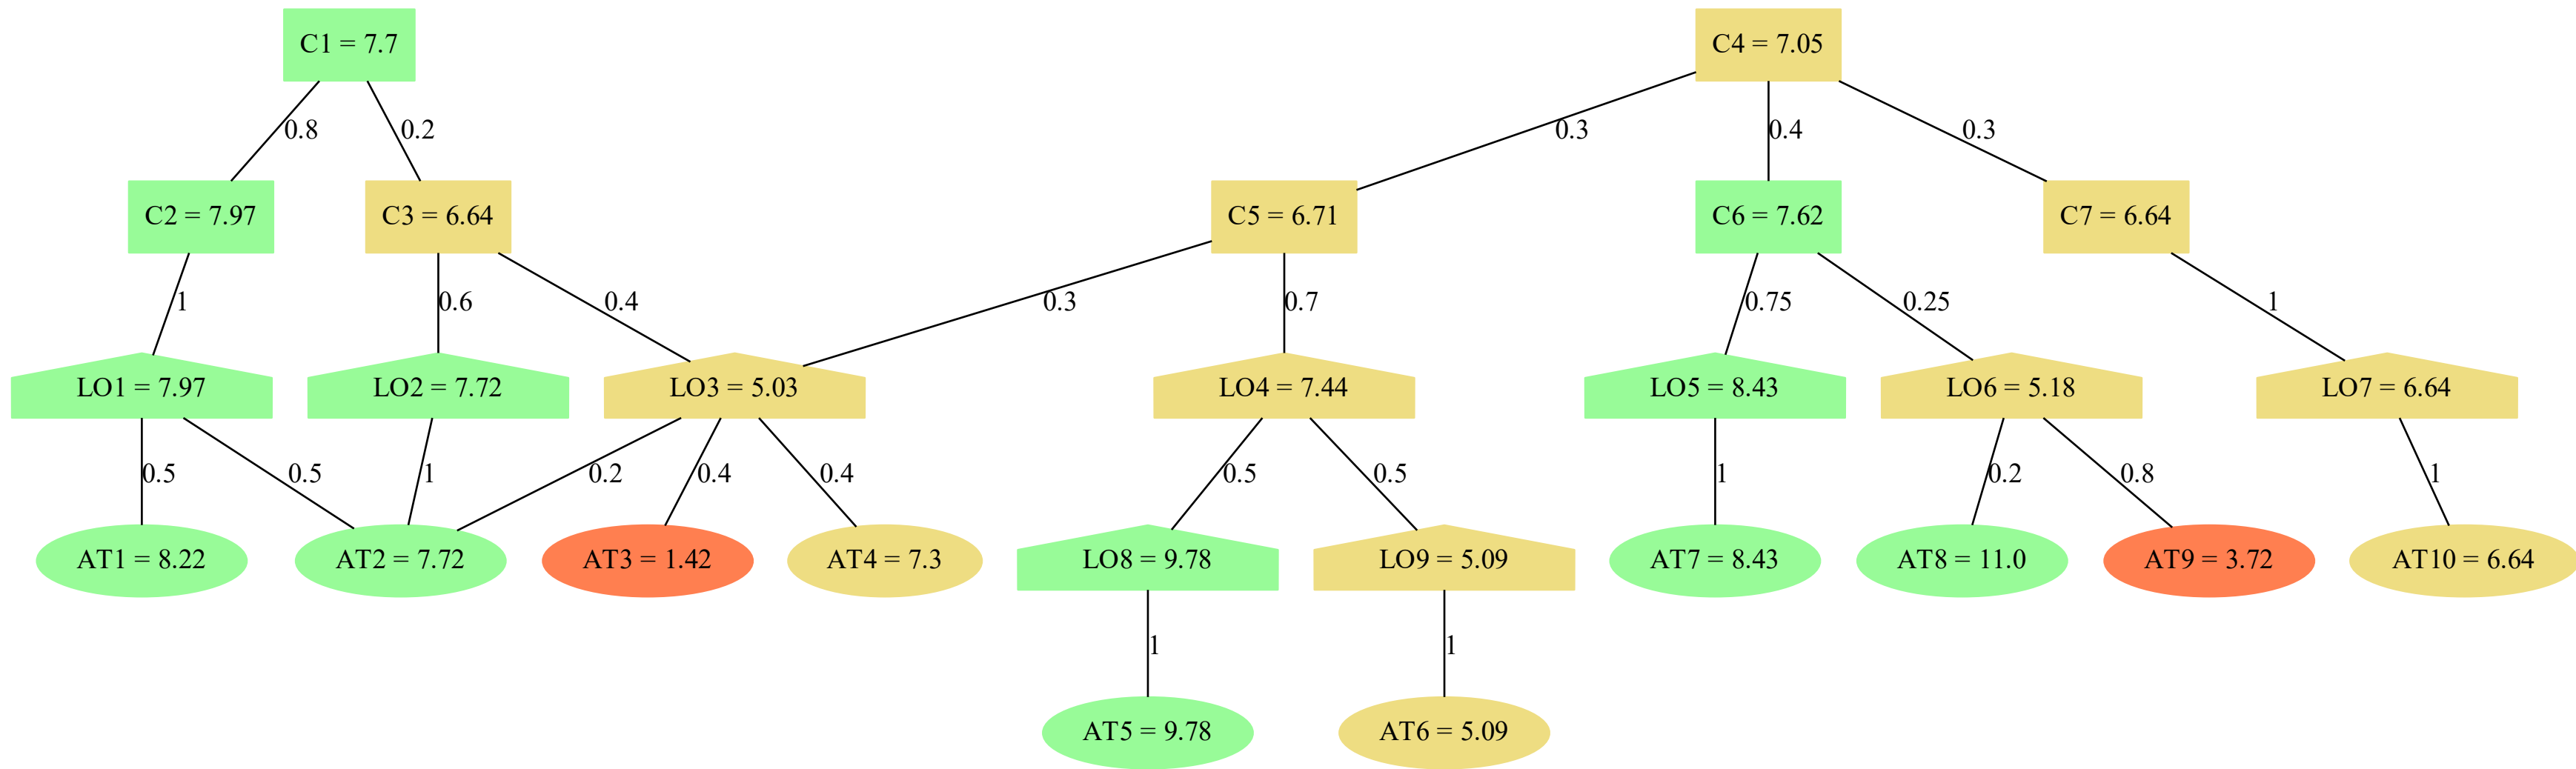 C1 = 7.7
C4 = 7.05
0.8
0.2
0.3
0.4
0.3
C2 = 7.97
C3 = 6.64
C5 = 6.71
C6 = 7.62
C7 = 6.64
1
0.6
0.4
0.3
0.7
0.75
0.25
1
LO1 = 7.97
LO2 = 7.72
LO3 = 5.03
LO4 = 7.44
LO5 = 8.43
LO6 = 5.18
LO7 = 6.64
0.5
0.5
1
0.2
0.4
0.4
0.5
0.5
1
0.2
0.8
1
AT1 = 8.22
AT2 = 7.72
AT3 = 1.42
AT4 = 7.3
LO8 = 9.78
LO9 = 5.09
AT7 = 8.43
AT8 = 11.0
AT9 = 3.72
AT10 = 6.64
1
1
AT5 = 9.78
AT6 = 5.09